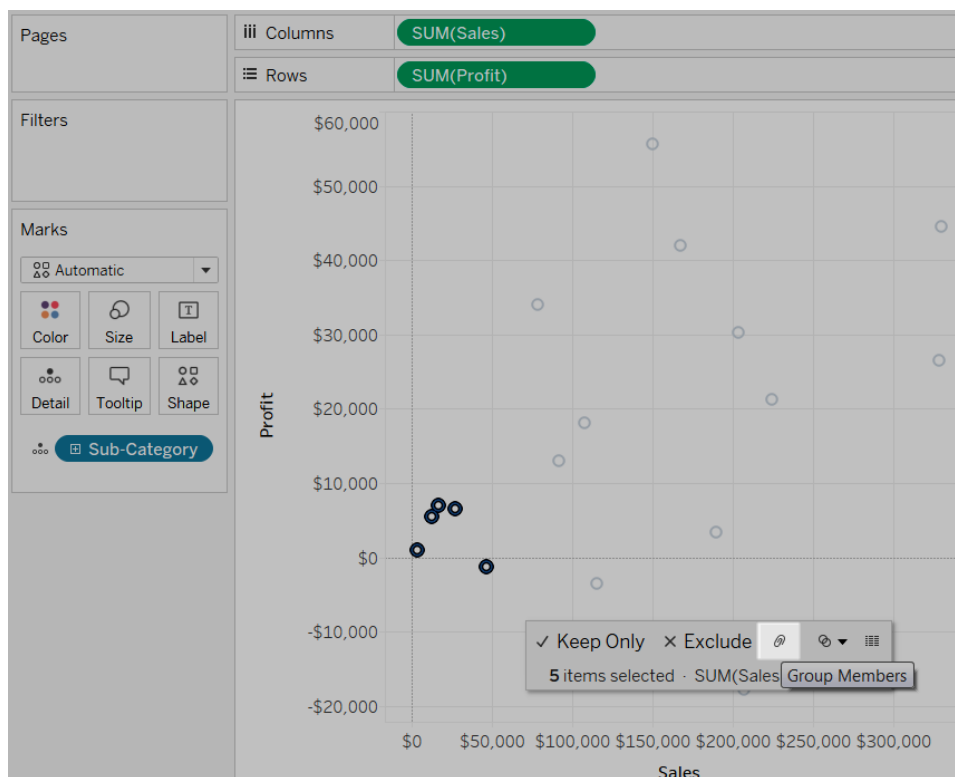 Pages
iii Columns SUM(Sales)
Rows SUM(Profit)
Filters
Marks
Automatic
Color Size Label
Detail Tooltip Shape
Sub-Category
$60,000
$50,000
$40,000
$30,000
$20,000
$10,000
$0
-$10,000
-$20,000
Profit
Keep Only Exclude
5 items selected · SUM(Sales
Group Members
$0 $50,000 $100,000 $150,000 $200,000 $250,000 $300,000
Sales